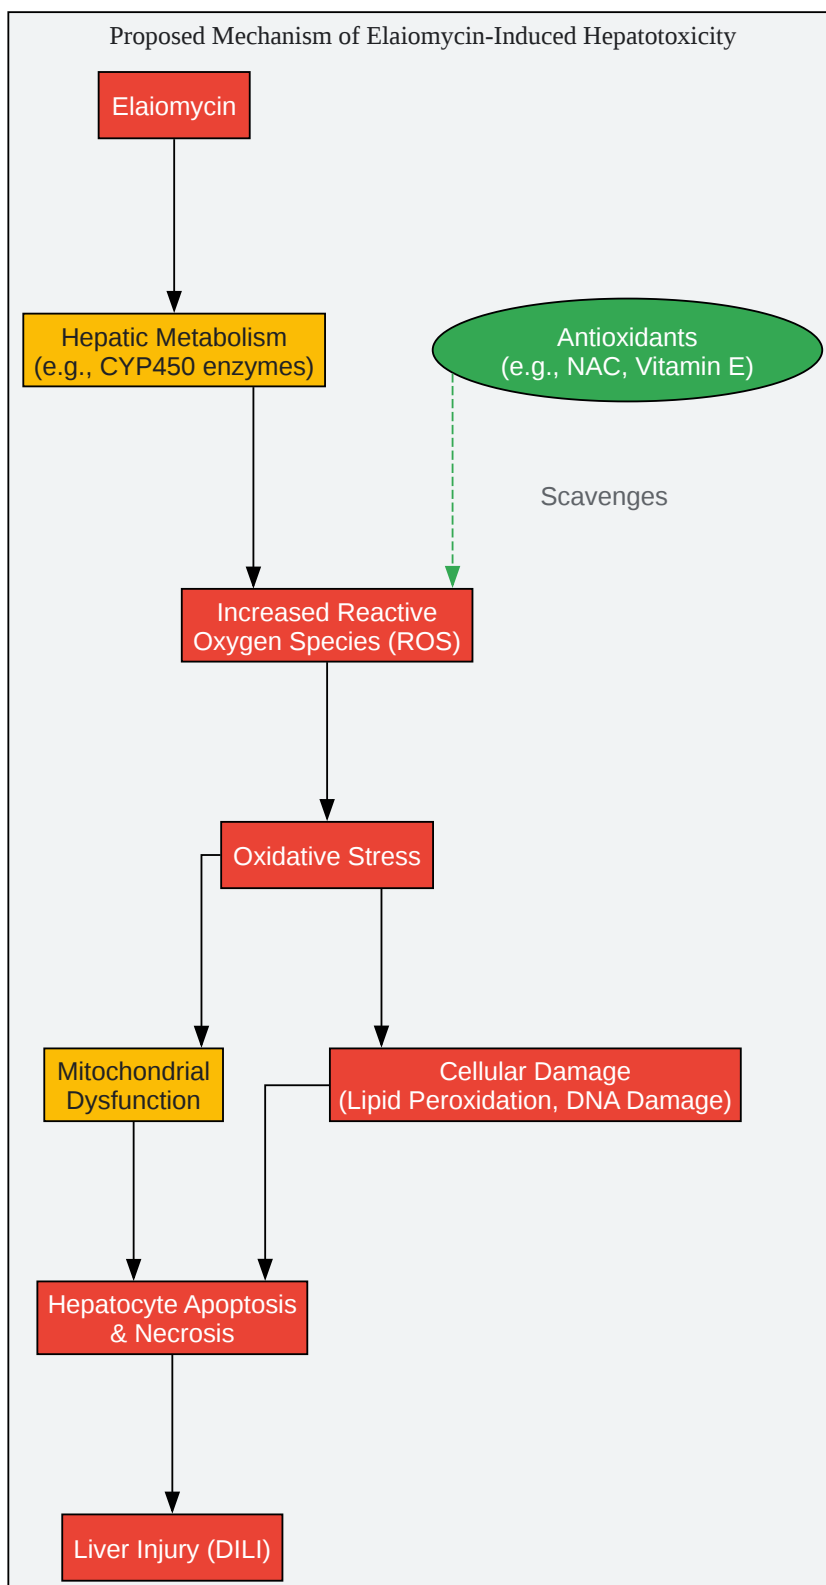 Proposed Mechanism of Elaiomycin-Induced Hepatotoxicity
Elaiomycin
Hepatic Metabolism
(e.g., CYP450 enzymes)
Antioxidants
(e.g., NAC, Vitamin E)
Scavenges
Increased Reactive
Oxygen Species (ROS)
Oxidative Stress
Mitochondrial
Dysfunction
Cellular Damage
(Lipid Peroxidation, DNA Damage)
Hepatocyte Apoptosis
& Necrosis
Liver Injury (DILI)